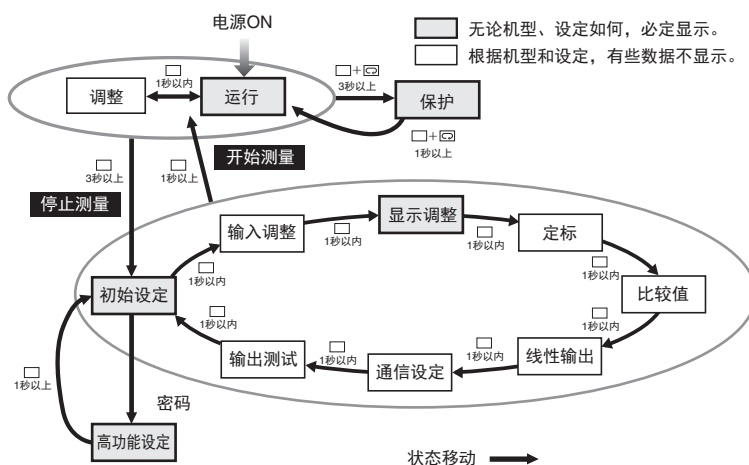 电源ON
无论机型、设定如何，必定显示。
根据机型和设定，有些数据不显示。
调整
1秒以内
运行
3秒以上
保护
1秒以上
开始测量
3秒以上
1秒以上
停止测量
输入调整
1秒以内
显示调整
1秒以内
定标
1秒以内
比较值
1秒以内
线性输出
1秒以内
通信设定
1秒以内
输出测试
1秒以内
初始设定
1秒以内
1秒以上
密码
高功能设定
状态移动